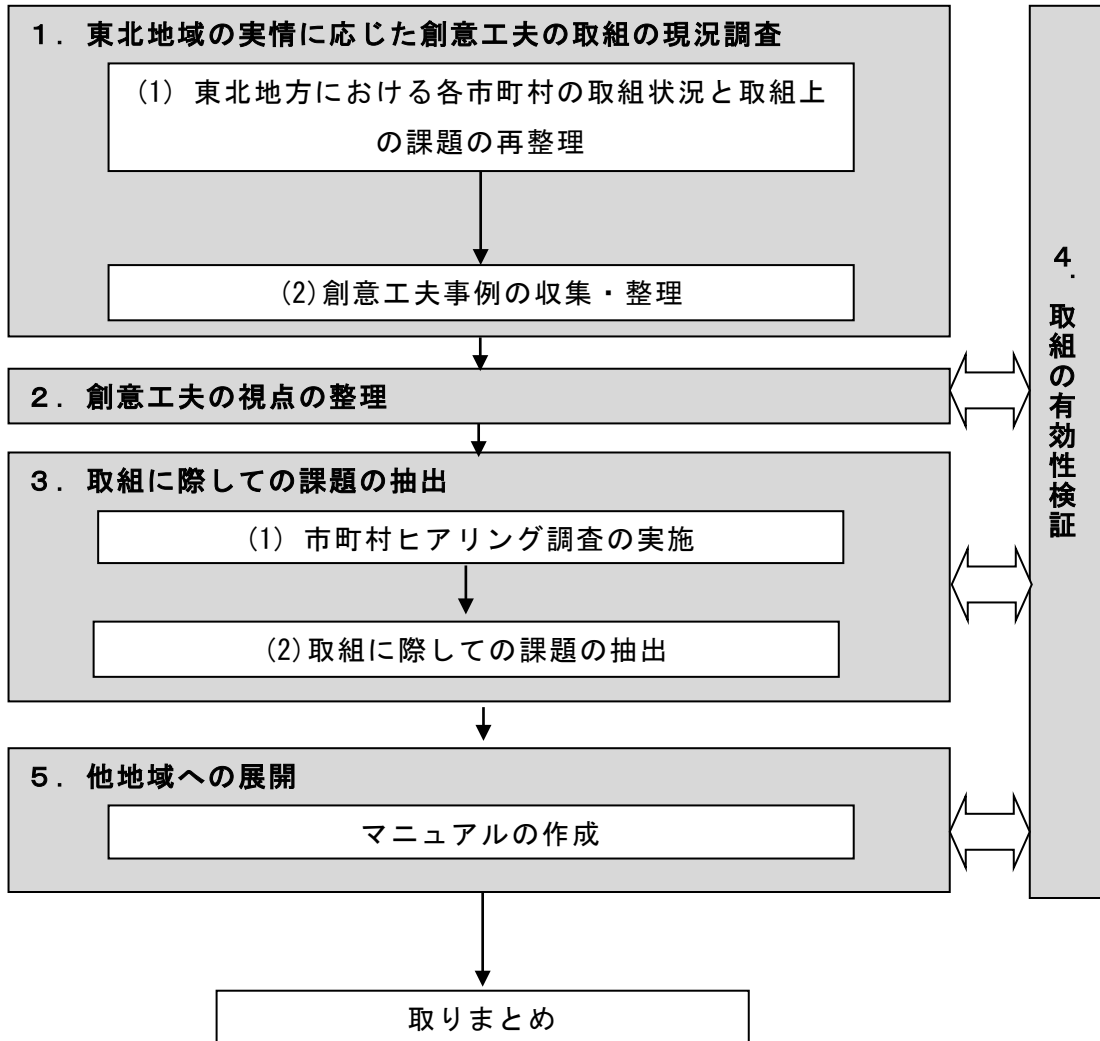 １．東北地域の実情に応じた創意工夫の取組の現況調査
(1) 東北地方における各市町村の取組状況と取組上
の課題の再整理
(2)創意工夫事例の収集・整理
２．創意工夫の視点の整理
３．取組に際しての課題の抽出
(1) 市町村ヒアリング調査の実施
(2)取組に際しての課題の抽出
４．取組の有効性検証
５．他地域への展開
マニュアルの作成
取りまとめ